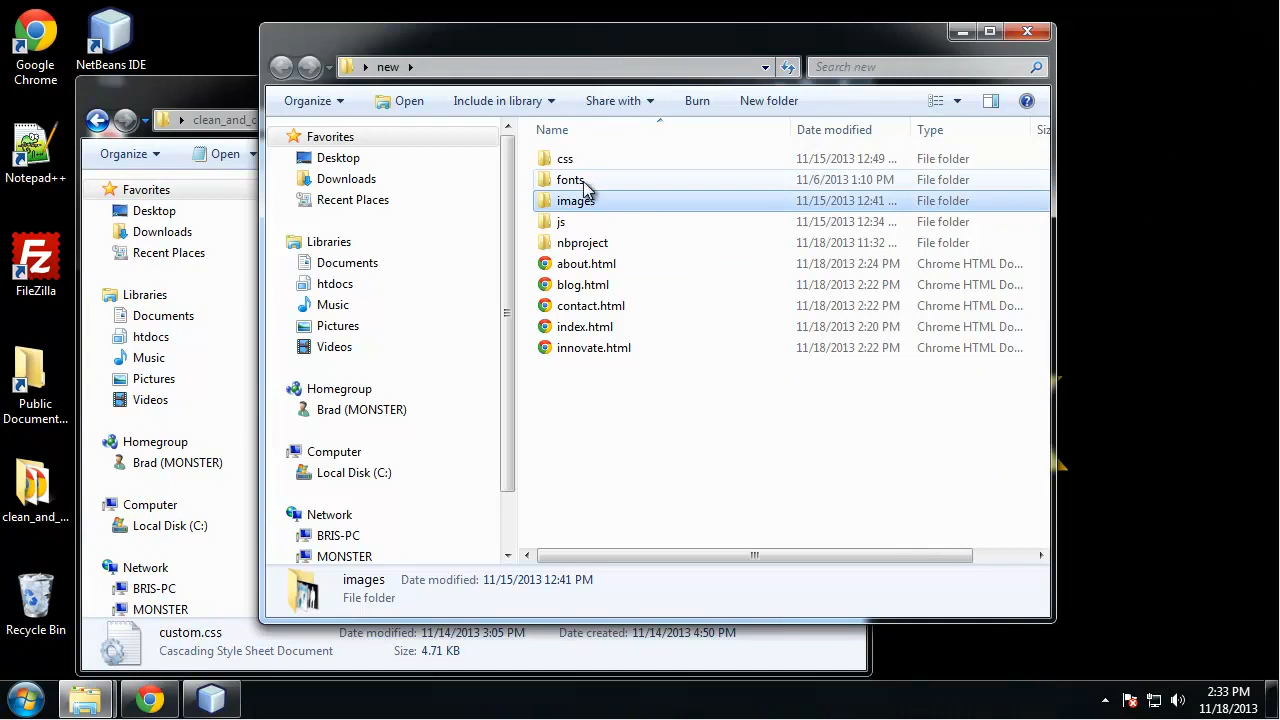 Google Chrome
NetBeans IDE
Notepad++
FileZilla
Public Document...
clean_and_...
Recycle Bin
clean_and_c
Organize
Open
Favorites
Desktop
Downloads
Recent Places
Libraries
Documents
htdocs
Music
Pictures
Videos
Homegroup
Brad (MONSTER)
Computer
Local Disk (C:)
Network
BRIS-PC
MONSTER
custom.css Date modified: 11/14/2013 3:05 PM Date created: 11/14/2013 4:50 PM
Cascading Style Sheet Document Size: 4.71 KB
new
Search new
Organize Open Include in library Share with Burn New folder
Favorites
Desktop
Downloads
Recent Places
Libraries
Documents
htdocs
Music
Pictures
Videos
Homegroup
Brad (MONSTER)
Computer
Local Disk (C:)
Network
BRIS-PC
MONSTER
Name Date modified Type Siz
css 11/15/2013 12:49 ... File folder
fonts 11/6/2013 1:10 PM File folder
images 11/15/2013 12:41 ... File folder
js 11/15/2013 12:34 ... File folder
nbproject 11/18/2013 11:32 ... File folder
about.html 11/18/2013 2:24 PM Chrome HTML Do...
blog.html 11/18/2013 2:22 PM Chrome HTML Do...
contact.html 11/18/2013 2:22 PM Chrome HTML Do...
index.html 11/18/2013 2:20 PM Chrome HTML Do...
innovate.html 11/18/2013 2:22 PM Chrome HTML Do...
images Date modified: 11/15/2013 12:41 PM
File folder
2:33 PM
11/18/2013